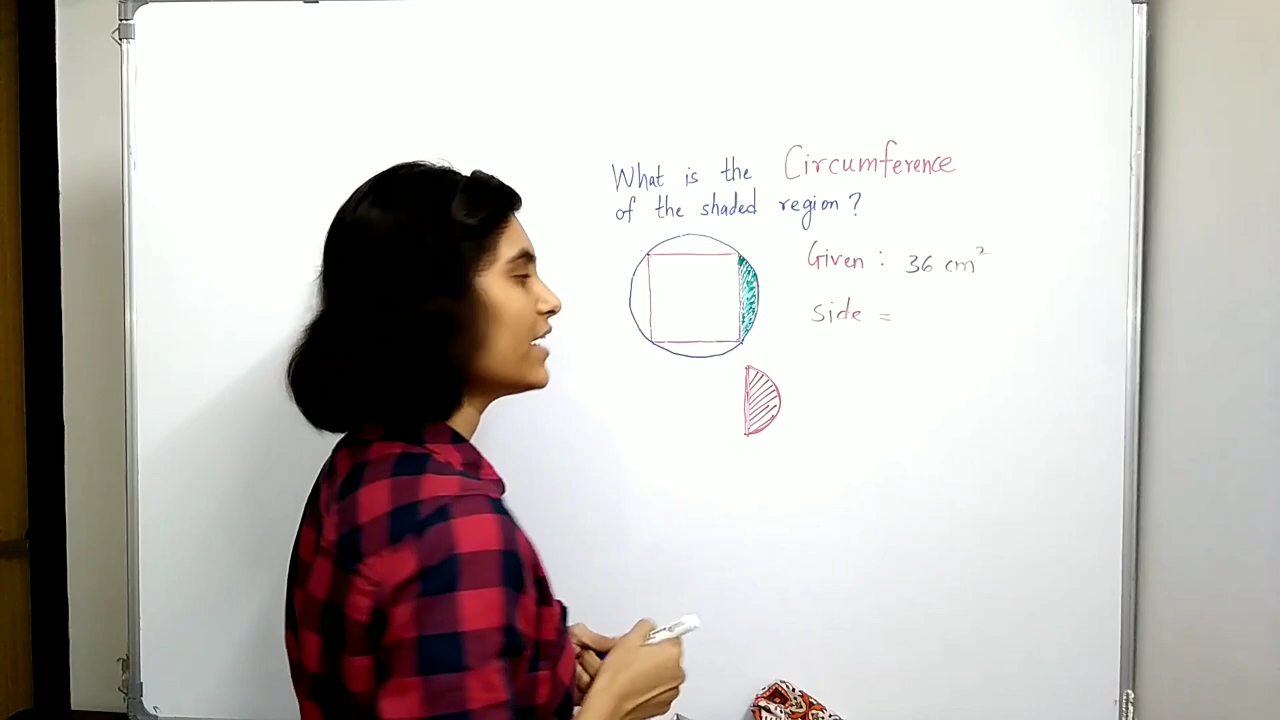 What is the Circumference
of the shaded region?
Given: 36 cm²
Side =